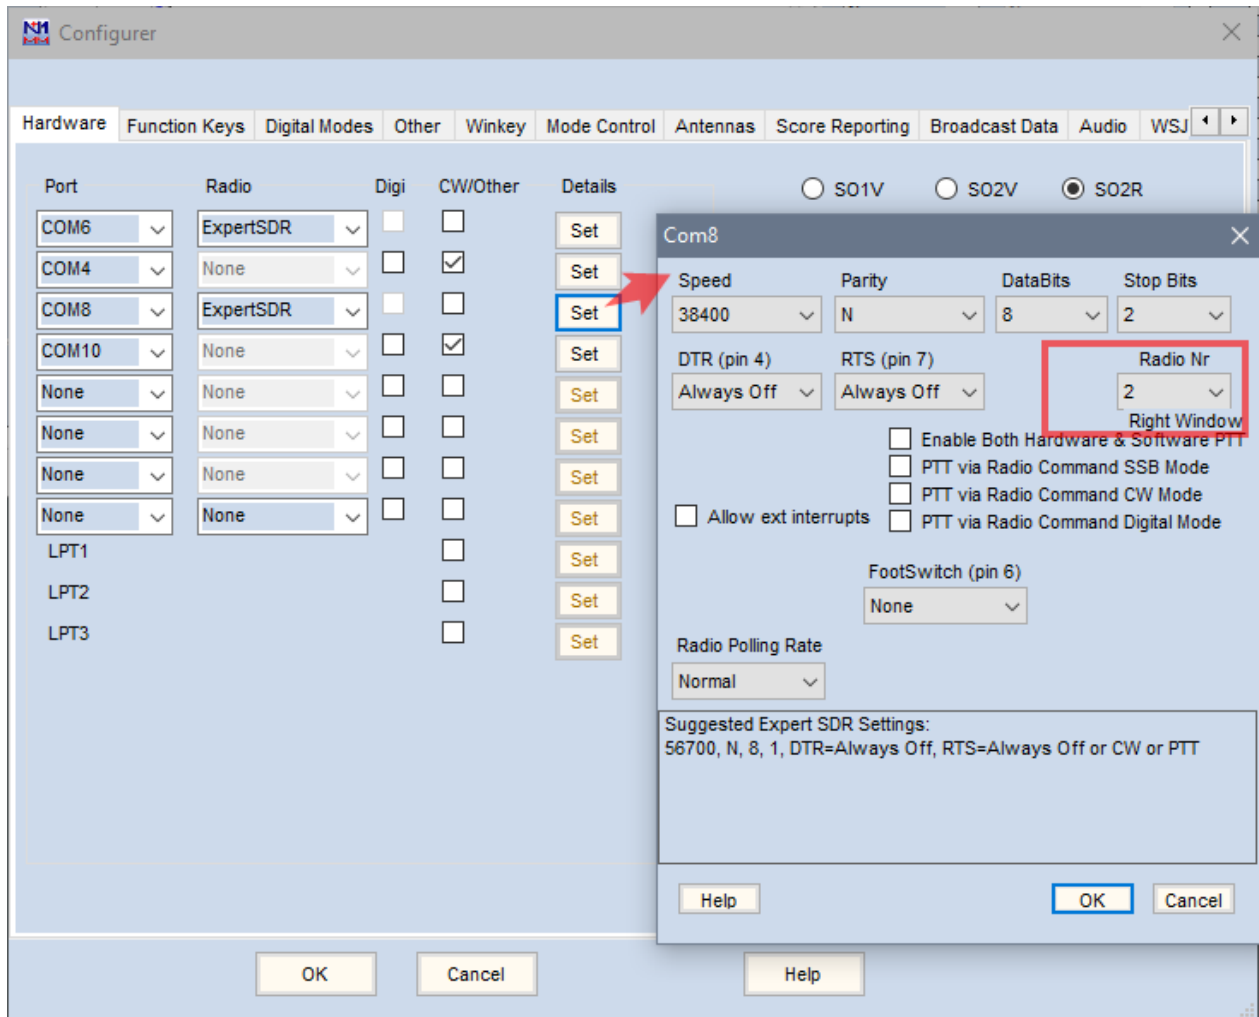 N1
MM Configurer
Hardware Function Keys Digital Modes Other Winkey Mode Control Antennas Score Reporting Broadcast Data Audio WSJ
Port Radio Digi CW/Other Details SO1V SO2V SO2R
COM6 ExpertSDR Set
COM4 None Set
COM8 ExpertSDR Set
COM10 None Set
None None Set
None None Set
None None Set
None None Set
LPT1 Set
LPT2 Set
LPT3 Set
OK Cancel Help
Com8
Speed Parity DataBits Stop Bits
38400 N 8 2
DTR (pin 4) RTS (pin 7) Radio Nr
Always Off Always Off 2
Right Window
Enable Both Hardware & Software PTT
PTT via Radio Command SSB Mode
PTT via Radio Command CW Mode
Allow ext interrupts PTT via Radio Command Digital Mode
FootSwitch (pin 6)
None
Radio Polling Rate
Normal
Suggested Expert SDR Settings:
56700, N, 8, 1, DTR=Always Off, RTS=Always Off or CW or PTT
Help OK Cancel